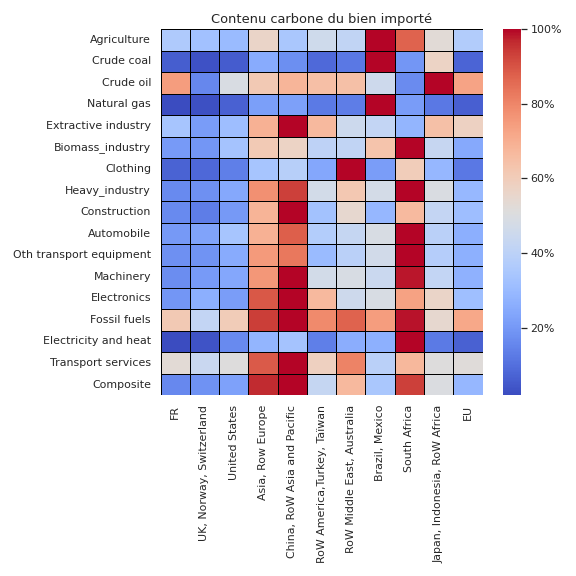 Contenu carbone du bien importé
Agriculture
Crude coal
Crude oil
Natural gas
Extractive industry
Biomass_industry
Clothing
Heavy_industry
Construction
Automobile
Oth transport equipment
Machinery
Electronics
Fossil fuels
Electricity and heat
Transport services
Composite
FR
UK, Norway, Switzerland
United States
Asia, Row Europe
China, RoW Asia and Pacific
RoW America,Turkey, Taïwan
RoW Middle East, Australia
Brazil, Mexico
South Africa
Japan, Indonesia, RoW Africa
EU
100%
80%
60%
40%
20%